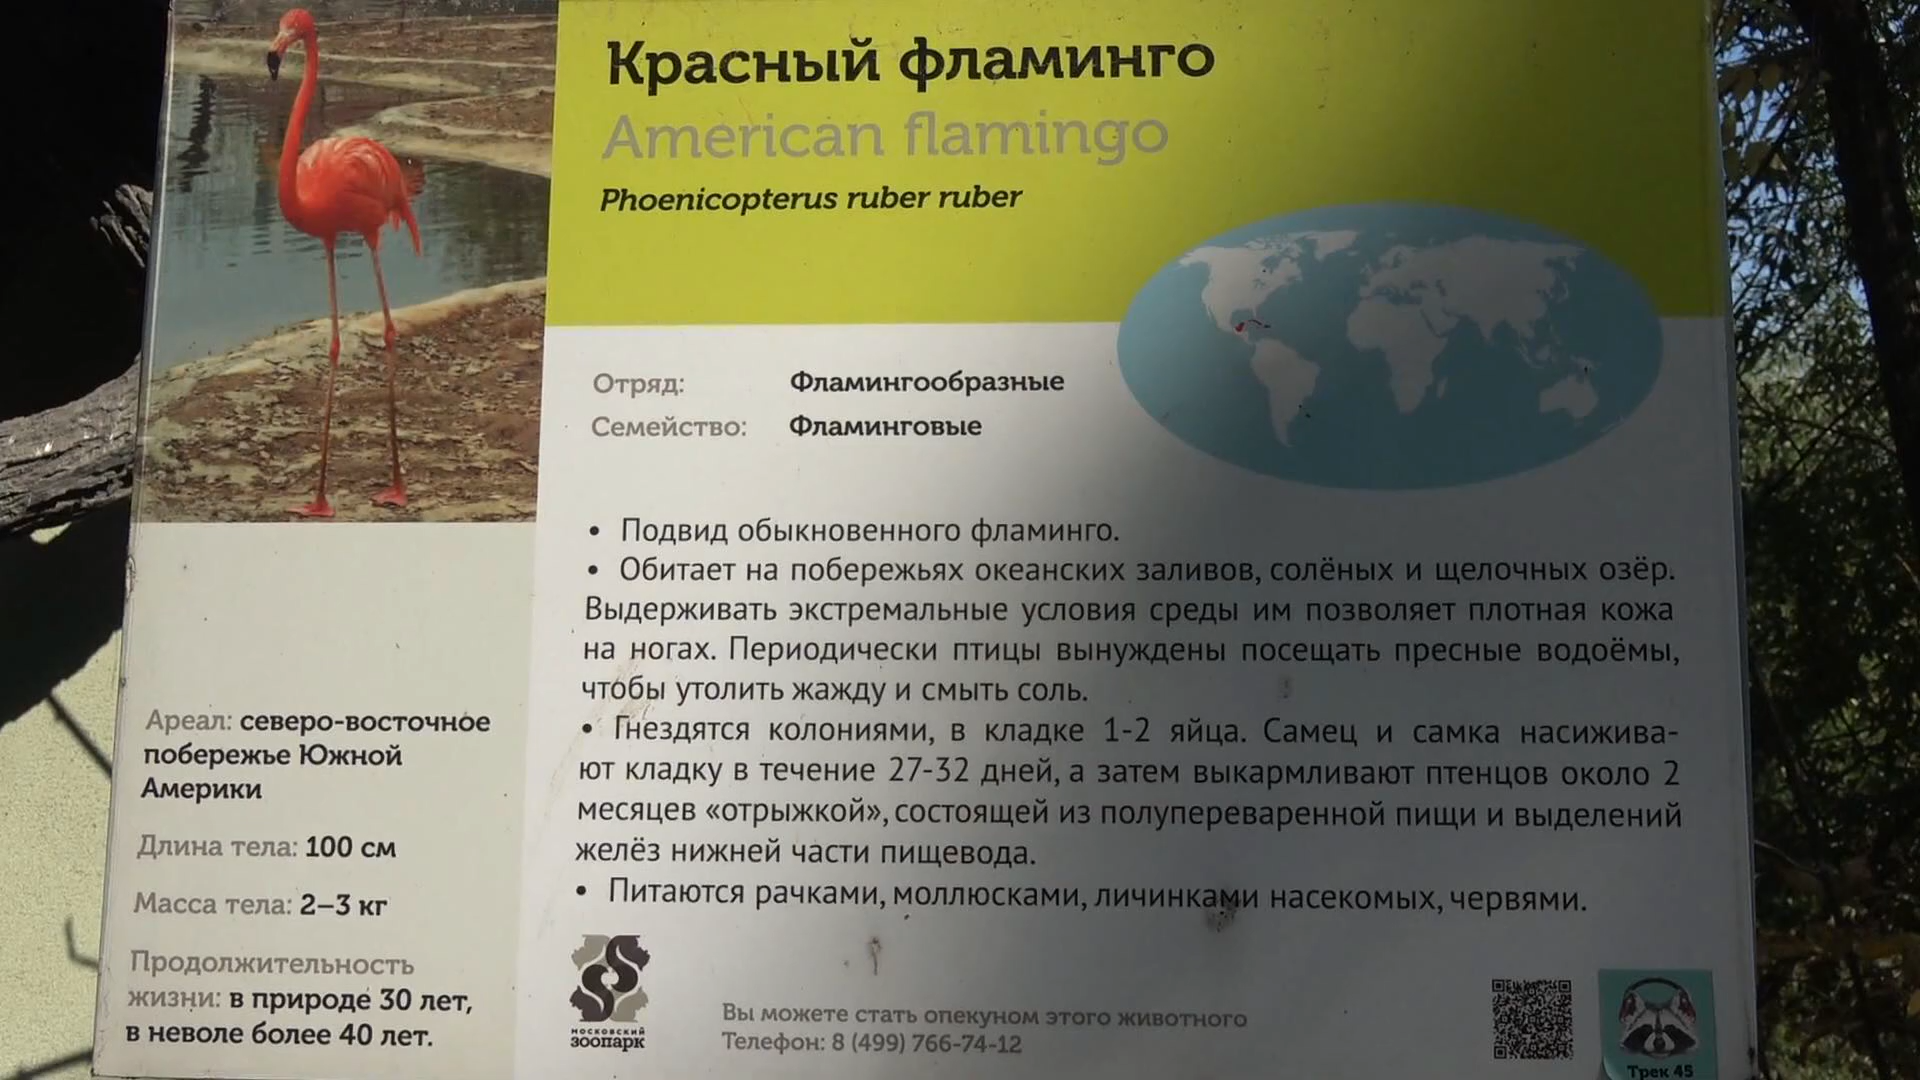 Красный фламинго
American flamingo
Phoenicopterus ruber ruber
Отряд: Фламингообразные
Семейство: Фламинговые
• Подвид обыкновенного фламинго.
• Обитает на побережьях океанских заливов, солёных и щелочных озёр.
Выдерживать экстремальные условия среды им позволяет плотная кожа
на ногах. Периодически птицы вынуждены посещать пресные водоёмы,
чтобы утолить жажду и смыть соль.
• Гнездятся колониями, в кладке 1-2 яйца. Самец и самка насижива-
ют кладку в течение 27-32 дней, а затем выкармливают птенцов около 2
месяцев «отрыжкой», состоящей из полупереваренной пищи и выделений
желёз нижней части пищевода.
• Питаются рачками, моллюсками, личинками насекомых, червями.
Ареал: северо-восточное
побережье Южной
Америки
Длина тела: 100 см
Масса тела: 2–3 кг
Продолжительность
жизни: в природе 30 лет,
в неволе более 40 лет.
МОСКОВСКИЙ
ЗООПАРК
Вы можете стать опекуном этого животного
Телефон: 8 (499) 766-74-12
Трек 45